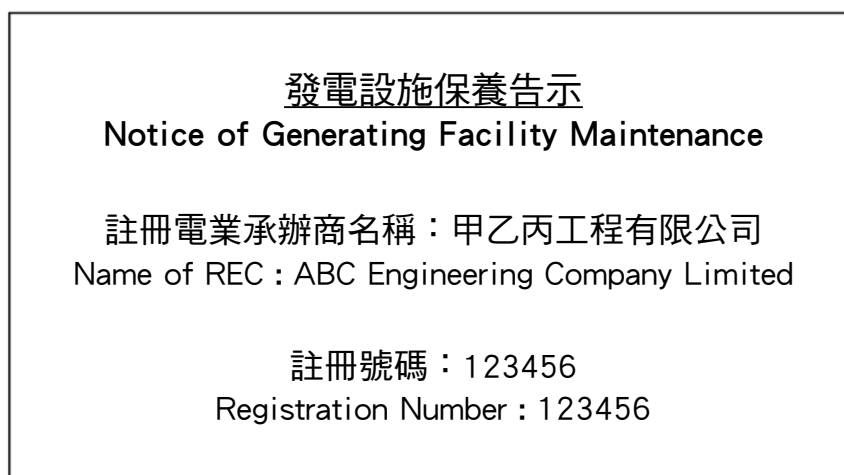 發電設施保養告示
Notice of Generating Facility Maintenance
註冊電業承辦商名稱：甲乙丙工程有限公司
Name of REC : ABC Engineering Company Limited
註冊號碼：123456
Registration Number : 123456